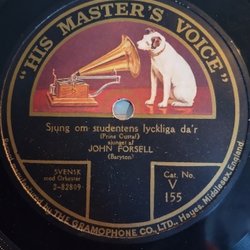 "HIS MASTER'S VOICE"
Sjung om studentens lyckliga da'r
(Prins Gustaf)
sjunget af
JOHN FORSELL
(Baryton)
SVENSK
med Orkester
2-82809
Cat. No.
V
155
THE GRAMOPHONE CO., LTD., Hayes, Middlesex, England.